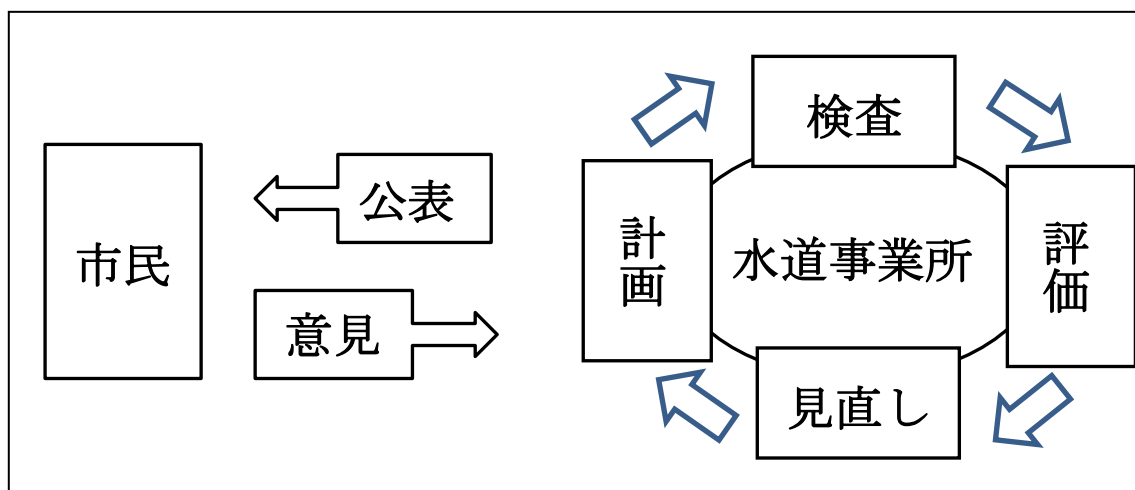 市民
公表
意見
検査
計画
水道事業所
評価
見直し